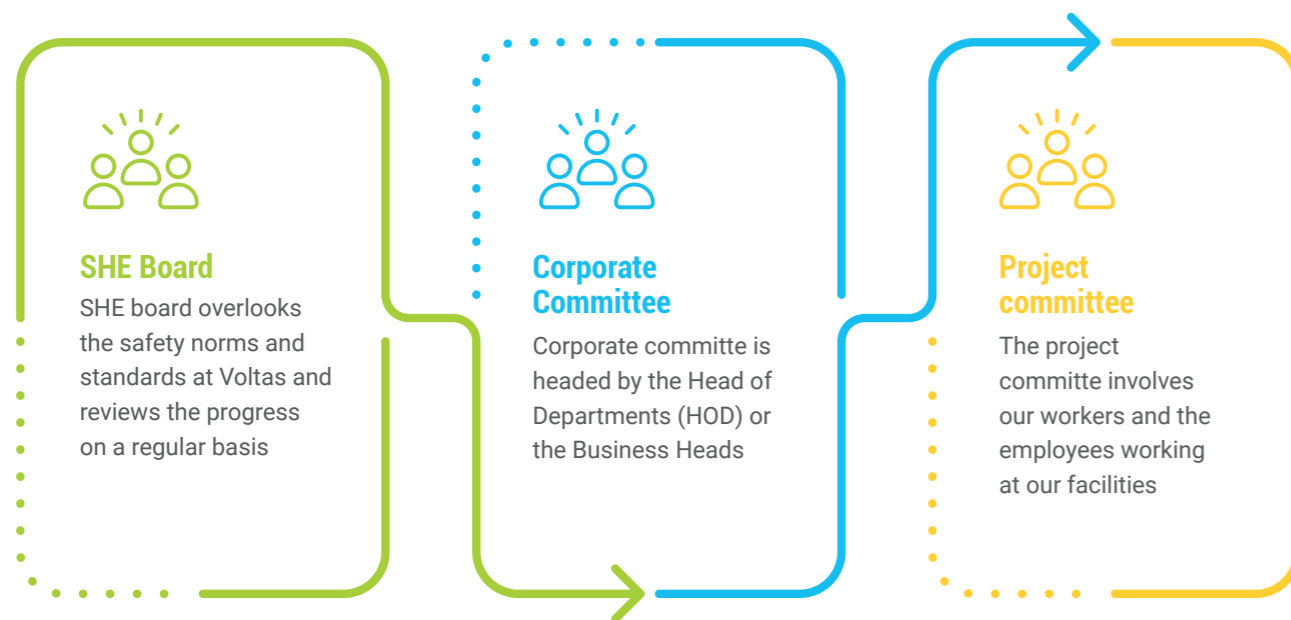 SHE Board
SHE board overlooks
the safety norms and
standards at Voltas and
reviews the progress
on a regular basis
Corporate
Committee
Corporate committe is
headed by the Head of
Departments (HOD) or
the Business Heads
Project
committee
The project
committe involves
our workers and the
employees working
at our facilities